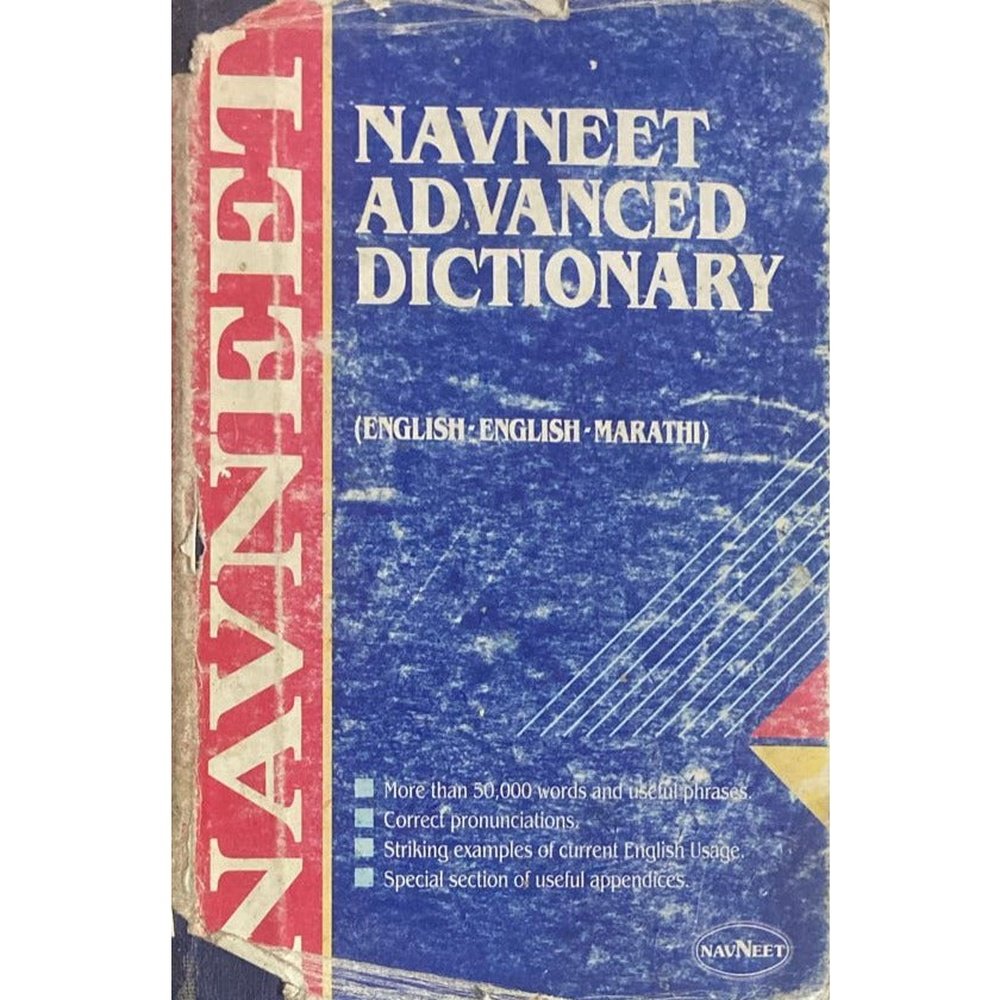 NAVNEET
NAVNEET
ADVANCED
DICTIONARY
(ENGLISH-ENGLISH-MARATHI)
More than 50,000 words and useful phrases.
Correct pronunciations.
Striking examples of current English Usage.
Special section of useful appendices.
NAVNEET